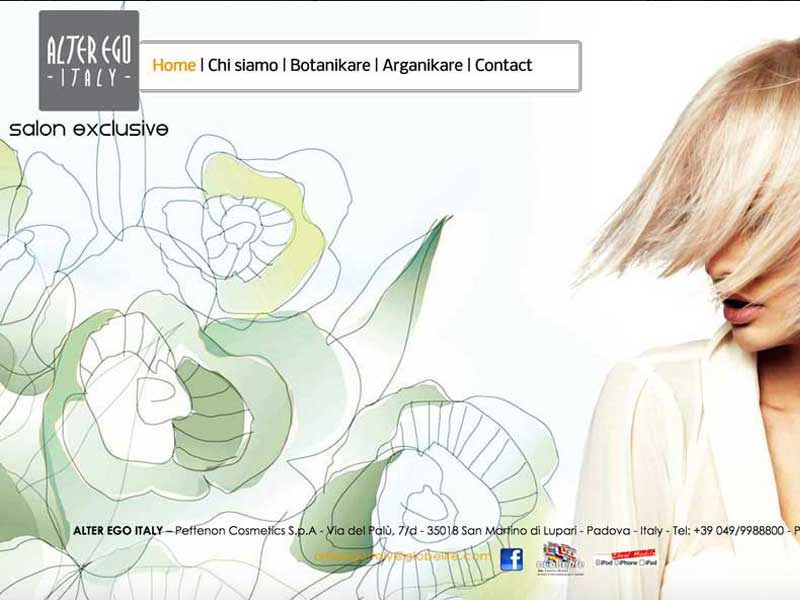 ALTER EGO
- ITALY -
Home | Chi siamo | Botanikare | Arganikare | Contact
salon exclusive
ALTER EGO ITALY – Pettenon Cosmetics S.p.A - Via del Palù, 7/d - 35018 San Martino di Lupari - Padova - Italy - Tel: +39 049/9988800 - P
iPod iPhone iPad